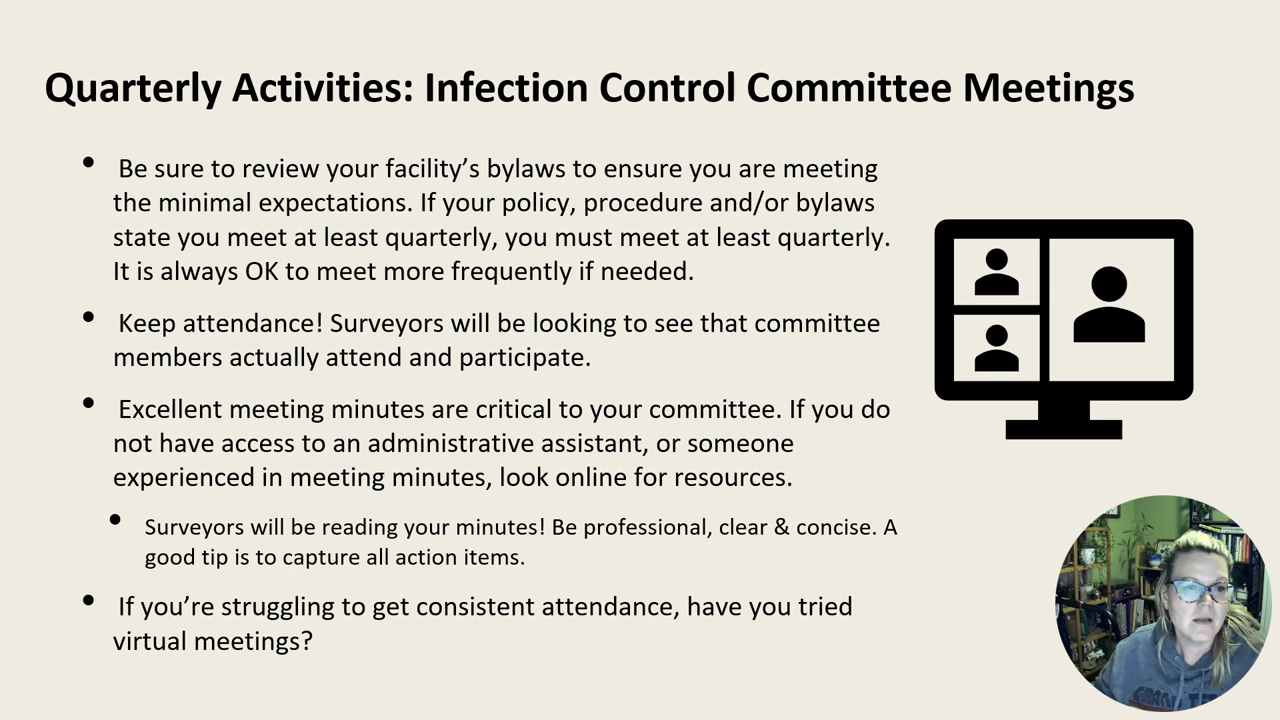 Quarterly Activities: Infection Control Committee Meetings
• Be sure to review your facility’s bylaws to ensure you are meeting
the minimal expectations. If your policy, procedure and/or bylaws
state you meet at least quarterly, you must meet at least quarterly.
It is always OK to meet more frequently if needed.
• Keep attendance! Surveyors will be looking to see that committee
members actually attend and participate.
• Excellent meeting minutes are critical to your committee. If you do
not have access to an administrative assistant, or someone
experienced in meeting minutes, look online for resources.
• Surveyors will be reading your minutes! Be professional, clear & concise. A
good tip is to capture all action items.
• If you’re struggling to get consistent attendance, have you tried
virtual meetings?